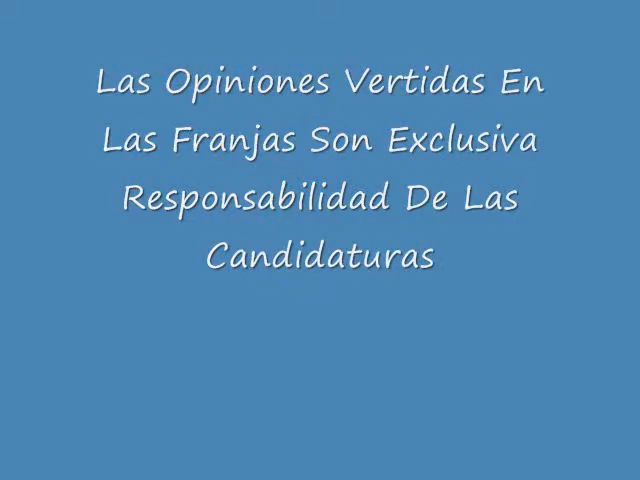 Las Opiniones Vertidas En
Las Franjas Son Exclusiva
Responsabilidad De Las
Candidaturas